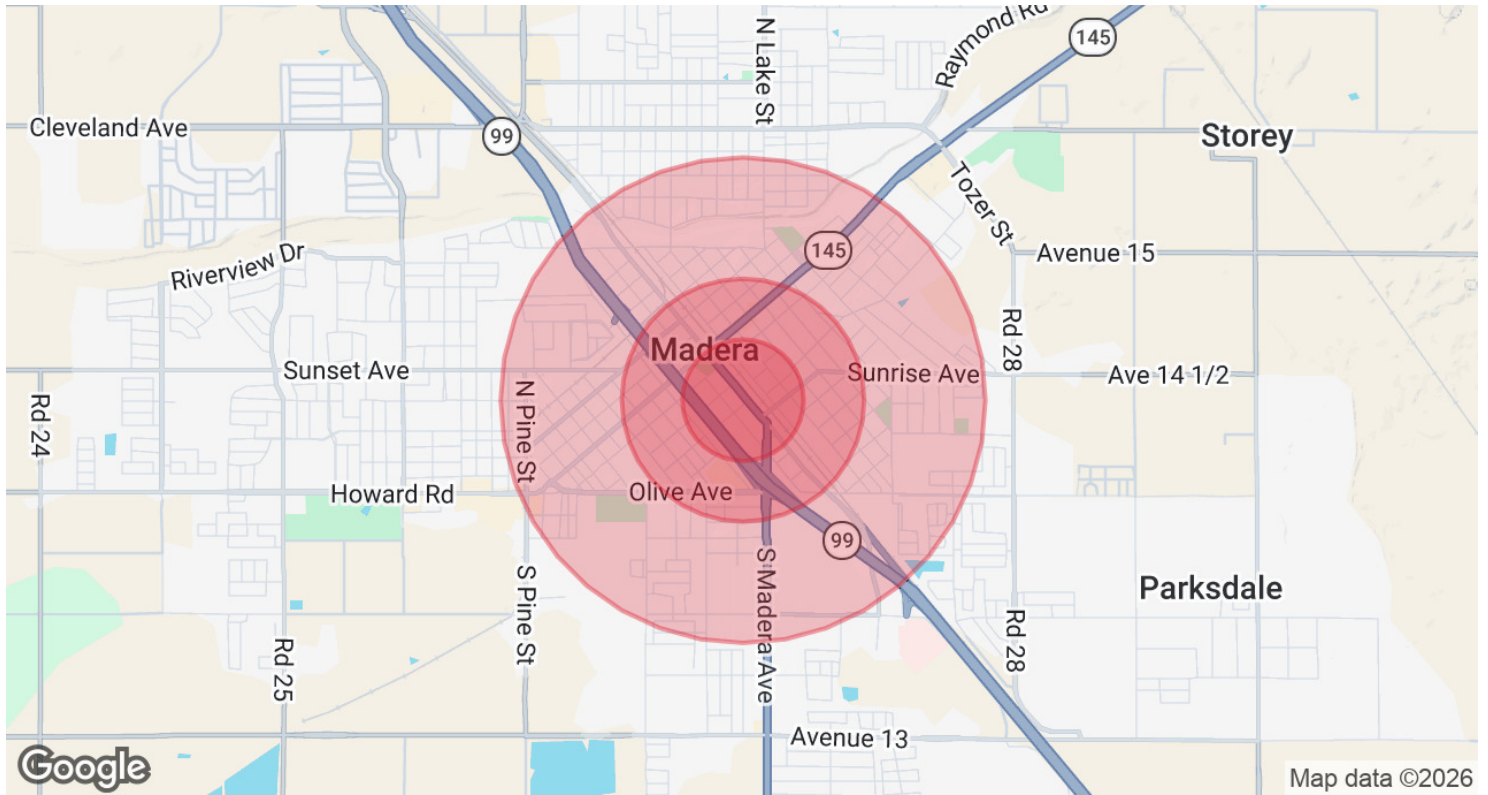 N Lake St
Raymond Rd
145
Cleveland Ave
99
Storey
Tozer St
145
Avenue 15
Riverview Dr
Rd 28
Madera
Sunset Ave
Sunrise Ave
Ave 14 1/2
N Pine St
Rd 24
Howard Rd
Olive Ave
99
S Madera Ave
S Pine St
Parksdale
Rd 28
Rd 25
Avenue 13
Google
Map data ©2026